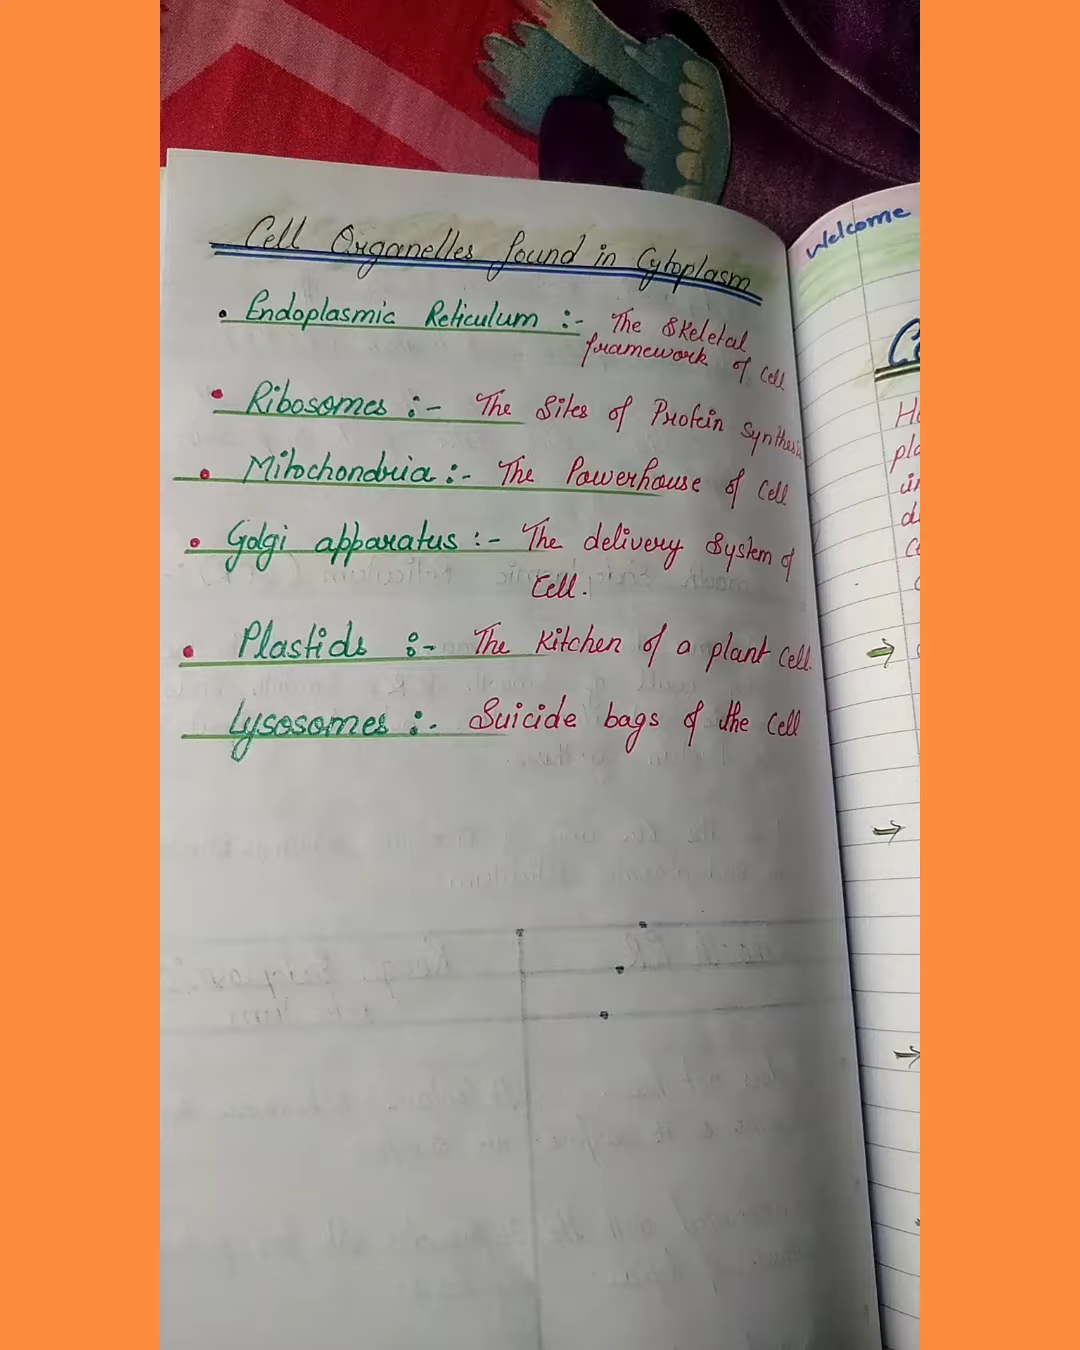 Cell Organelles found in Cytoplasm
• Endoplasmic Reticulum :- The Skeletal
framework of cell
• Ribosomes :- The Sites of Protein Synthesis
• Mitochondria :- The Powerhouse of Cell
• Golgi apparatus :- The delivery System of
Cell.
• Plastids :- The Kitchen of a plant Cell.
Lysosomes :- Suicide bags of the Cell
Welcome